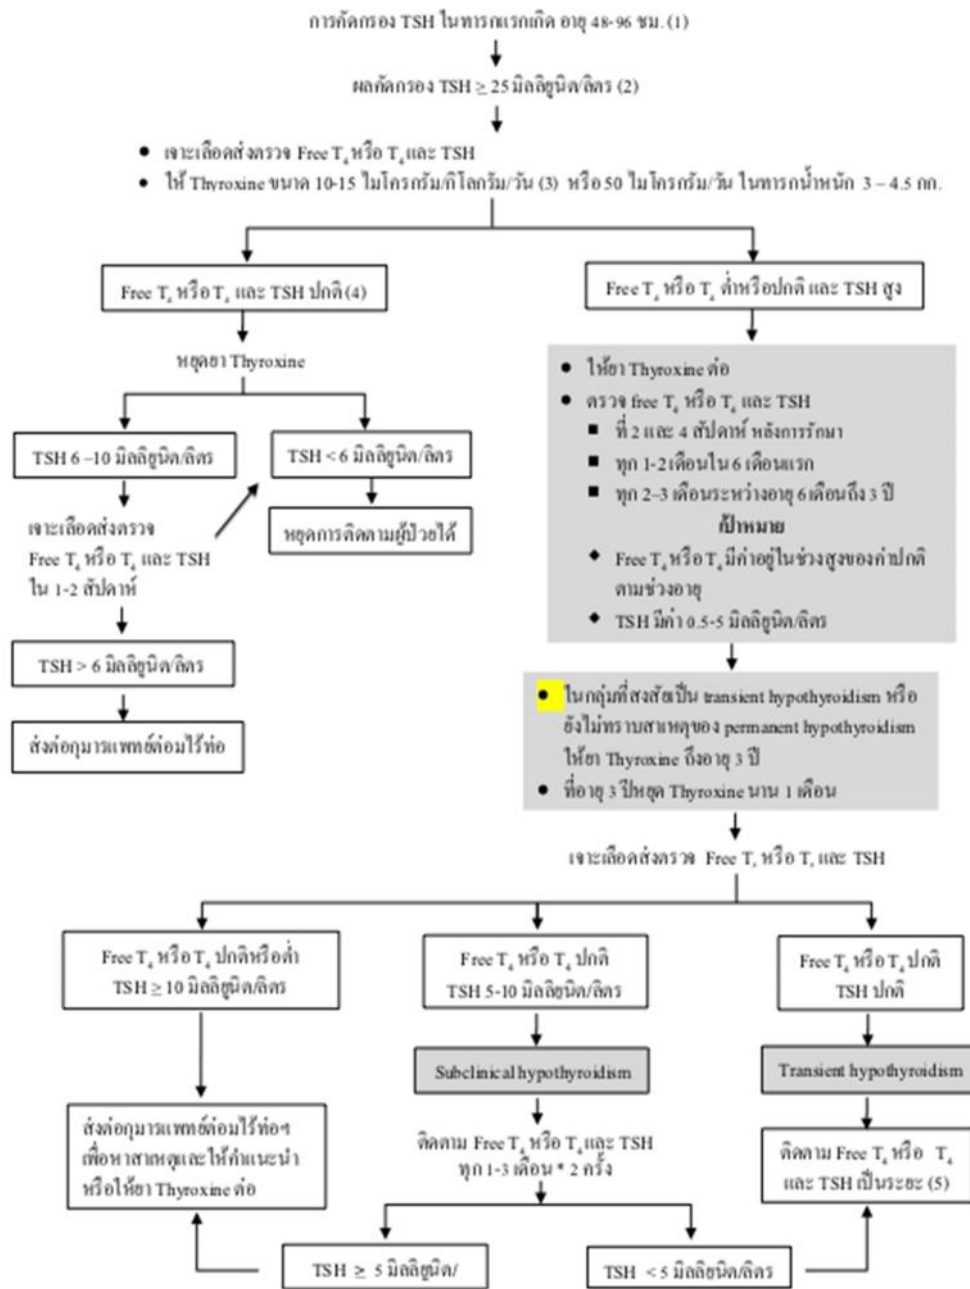 การคัดกรอง TSH ในทารกแรกเกิด อายุ 48-96 ชม. (1)
ผลคัดกรอง TSH ≥ 25 มิลลิยูนิต/ลิตร (2)
● เจาะเลือดส่งตรวจ Free T₄ หรือ T₄ และ TSH
● ให้ Thyroxine ขนาด 10-15 ไมโครกรัม/กิโลกรัม/วัน (3) หรือ 50 ไมโครกรัม/วัน ในทารกน้ำหนัก 3 – 4.5 กก.
Free T₄ หรือ T₄ และ TSH ปกติ (4)
หยุดยา Thyroxine
TSH 6 –10 มิลลิยูนิต/ลิตร
TSH < 6 มิลลิยูนิต/ลิตร
หยุดการติดตามผู้ป่วยได้
เจาะเลือดส่งตรวจ
Free T₄ หรือ T₄ และ TSH
ใน 1-2 สัปดาห์
TSH > 6 มิลลิยูนิต/ลิตร
ส่งต่อกุมารแพทย์ต่อมไร้ท่อ
Free T₄ หรือ T₄ ต่ำหรือปกติ และ TSH สูง
● ให้ยา Thyroxine ต่อ
● ตรวจ free T₄ หรือ T₄ และ TSH
■ ที่ 2 และ 4 สัปดาห์ หลังการรักษา
■ ทุก 1-2 เดือนใน 6 เดือนแรก
■ ทุก 2–3 เดือนระหว่างอายุ 6 เดือนถึง 3 ปี
เป้าหมาย
◆ Free T₄ หรือ T₄ มีค่าอยู่ในช่วงสูงของค่าปกติ
ตามช่วงอายุ
◆ TSH มีค่า 0.5-5 มิลลิยูนิต/ลิตร
● ในกลุ่มที่สงสัยเป็น transient hypothyroidism หรือ
ยังไม่ทราบสาเหตุของ permanent hypothyroidism
ให้ยา Thyroxine ถึงอายุ 3 ปี
● ที่อายุ 3 ปีหยุด Thyroxine นาน 1 เดือน
เจาะเลือดส่งตรวจ Free T₄ หรือ T₄ และ TSH
Free T₄ หรือ T₄ ปกติหรือต่ำ
TSH ≥ 10 มิลลิยูนิต/ลิตร
ส่งต่อกุมารแพทย์ต่อมไร้ท่อฯ
เพื่อหาสาเหตุและให้คำแนะนำ
หรือให้ยา Thyroxine ต่อ
Free T₄ หรือ T₄ ปกติ
TSH 5-10 มิลลิยูนิต/ลิตร
Subclinical hypothyroidism
ติดตาม Free T₄ หรือ T₄ และ TSH
ทุก 1-3 เดือน * 2 ครั้ง
TSH ≥ 5 มิลลิยูนิต/
TSH < 5 มิลลิยูนิต/ลิตร
Free T₄ หรือ T₄ ปกติ
TSH ปกติ
Transient hypothyroidism
ติดตาม Free T₄ หรือ T₄
และ TSH เป็นระยะ (5)